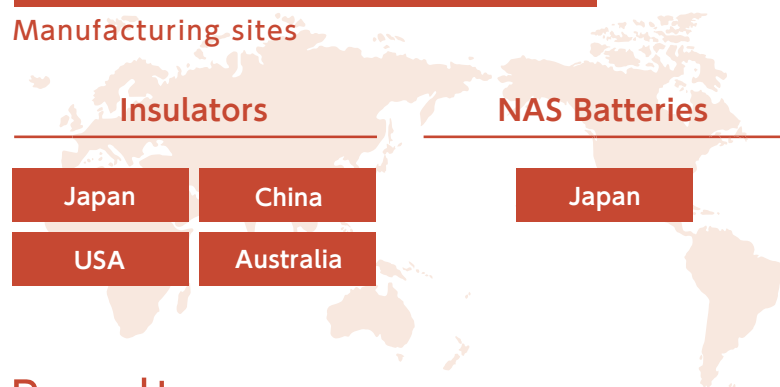 Manufacturing sites
Insulators
NAS Batteries
Japan
China
Japan
USA
Australia